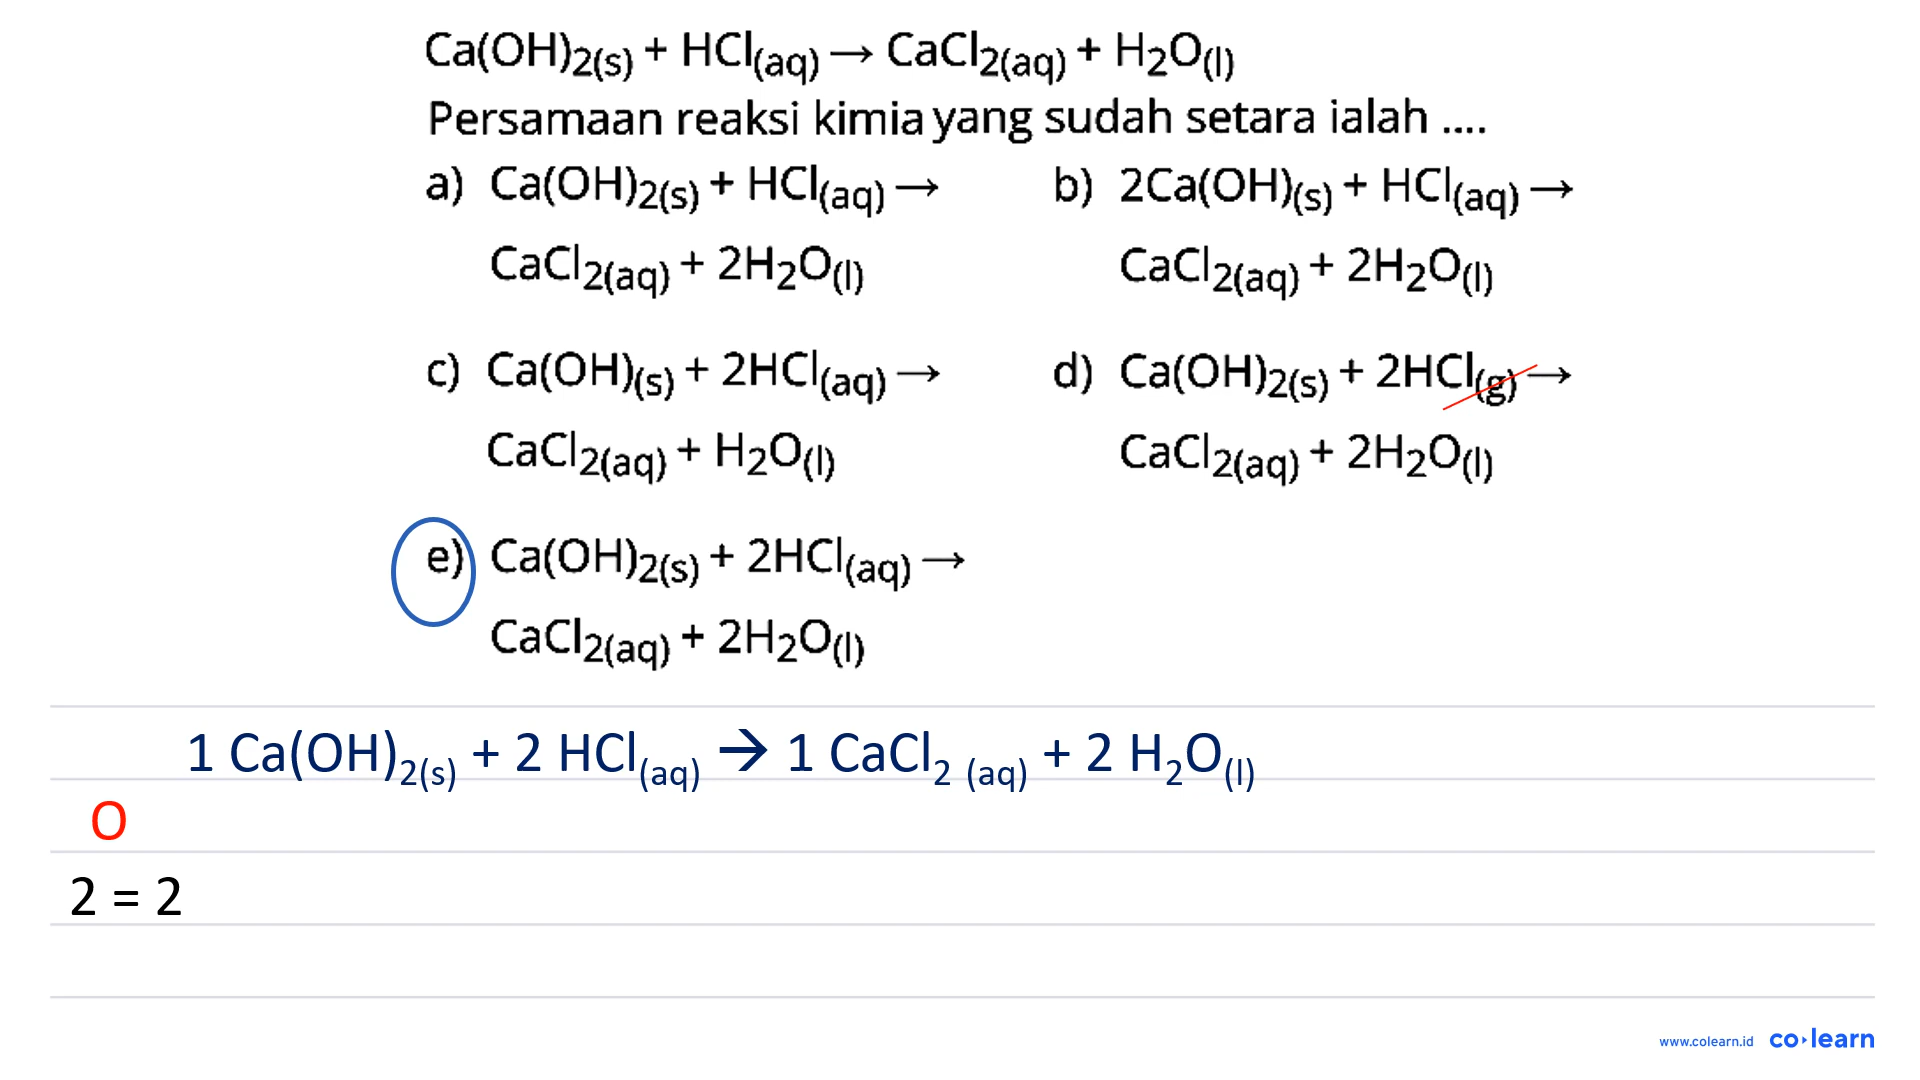 Ca(OH)₂(s) + HCl(aq) → CaCl₂(aq) + H₂O(l)
Persamaan reaksi kimia yang sudah setara ialah ....
a) Ca(OH)₂(s) + HCl(aq) →
CaCl₂(aq) + 2H₂O(l)
b) 2Ca(OH)(s) + HCl(aq) →
CaCl₂(aq) + 2H₂O(l)
c) Ca(OH)(s) + 2HCl(aq) →
CaCl₂(aq) + H₂O(l)
d) Ca(OH)₂(s) + 2HCl(g) →
CaCl₂(aq) + 2H₂O(l)
e) Ca(OH)₂(s) + 2HCl(aq) →
CaCl₂(aq) + 2H₂O(l)
1 Ca(OH)₂(s) + 2 HCl(aq) → 1 CaCl₂ (aq) + 2 H₂O(l)
O
2 = 2
www.colearn.id co·learn